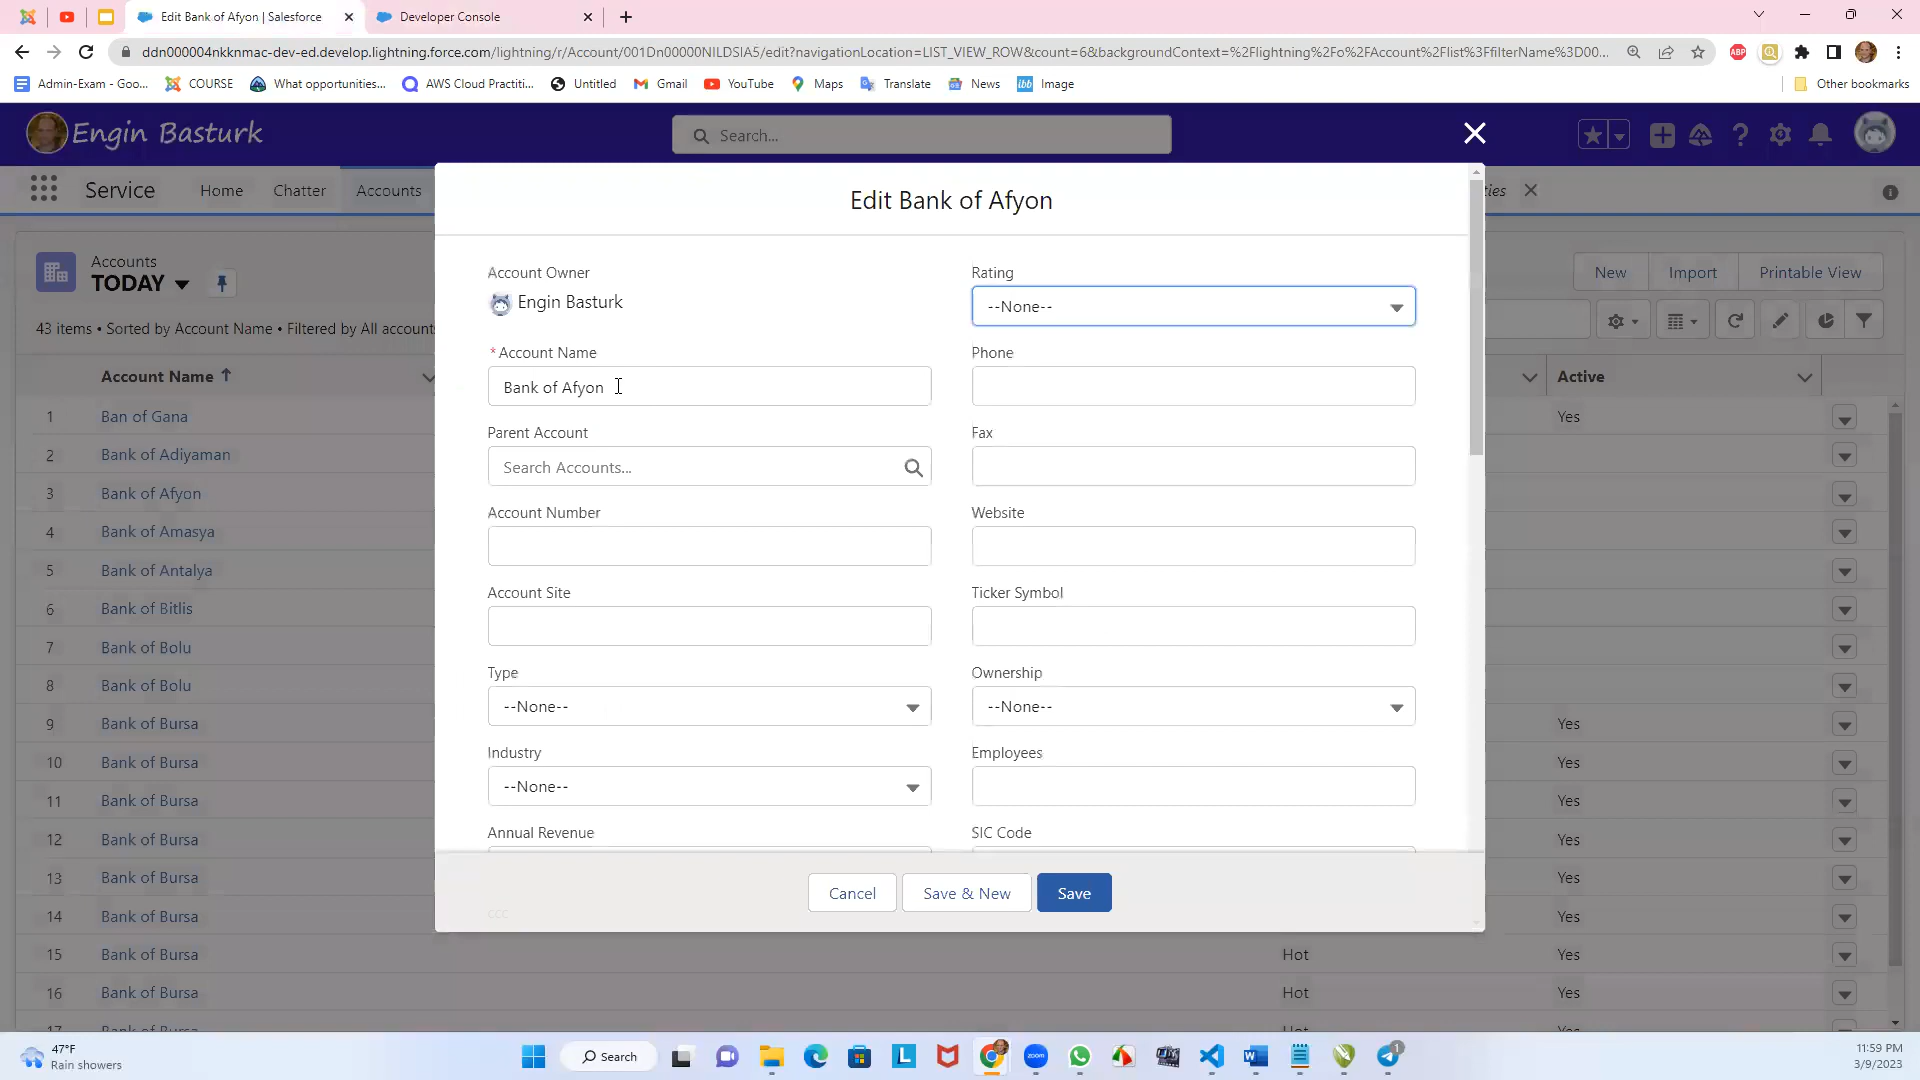 Edit Bank of Afyon | Salesforce
Developer Console
ddn000004nkknmac-dev-ed.develop.lightning.force.com/lightning/r/Account/001Dn00000NILDSIA5/edit?navigationLocation=LIST_VIEW_ROW&count=6&backgroundContext=%2Flightning%2Fo%2FAccount%2Flist%3FfilterName%3D00...
Admin-Exam - Goo...
COURSE
What opportunities...
AWS Cloud Practiti...
Untitled
Gmail
YouTube
Maps
Translate
News
Image
Other bookmarks
Engin Basturk
Search...
Service
Home
Chatter
Accounts
Edit Bank of Afyon
Accounts
TODAY
New
Import
Printable View
43 items • Sorted by Account Name • Filtered by All accounts
Account Name
Active
1 Ban of Gana Yes
2 Bank of Adiyaman
3 Bank of Afyon
4 Bank of Amasya
5 Bank of Antalya
6 Bank of Bitlis
7 Bank of Bolu
8 Bank of Bolu
9 Bank of Bursa Yes
10 Bank of Bursa Yes
11 Bank of Bursa Yes
12 Bank of Bursa Yes
13 Bank of Bursa Yes
14 Bank of Bursa Yes
15 Bank of Bursa Hot Yes
16 Bank of Bursa Hot Yes
Account Owner
Engin Basturk
Rating
--None--
* Account Name
Bank of Afyon
Phone
Parent Account
Search Accounts...
Fax
Account Number
Website
Account Site
Ticker Symbol
Type
--None--
Ownership
--None--
Industry
--None--
Employees
Annual Revenue
SIC Code
Cancel
Save & New
Save
47°F
Rain showers
Search
11:59 PM
3/9/2023